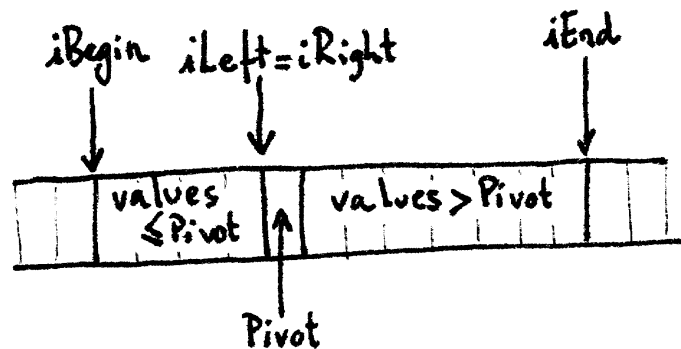 iBegin iLeft=iRight iEnd
values values > Pivot
≤ Pivot
Pivot